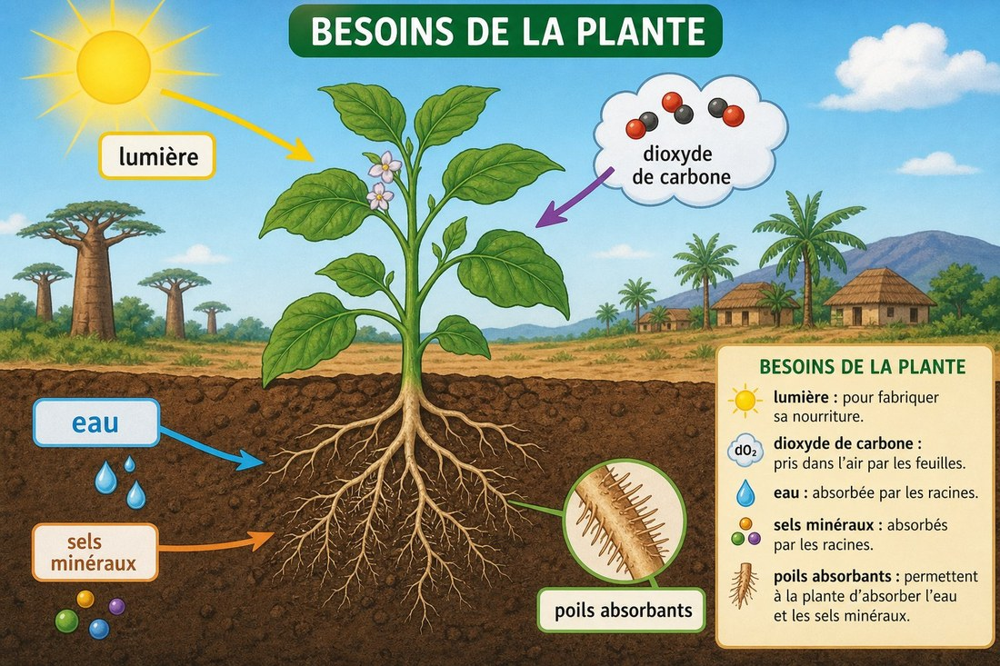 BESOINS DE LA PLANTE
lumière
dioxyde
de carbone
eau
sels
minéraux
poils absorbants
BESOINS DE LA PLANTE
lumière : pour fabriquer
sa nourriture.
dO₂
dioxyde de carbone :
pris dans l'air par les feuilles.
eau : absorbée par les racines.
sels minéraux : absorbés
par les racines.
poils absorbants : permettent
à la plante d'absorber l'eau
et les sels minéraux.